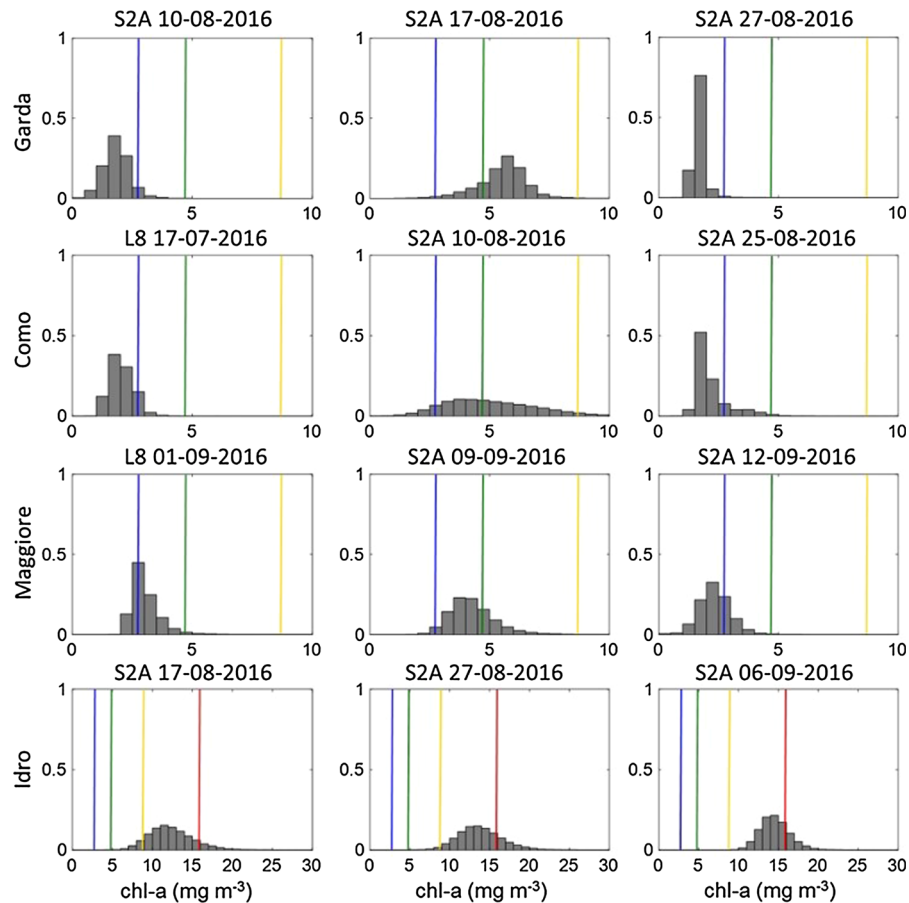 S2A 10-08-2016 S2A 17-08-2016 S2A 27-08-2016
1 1 1
Garda
0.5 0.5 0.5
0 0 0
0 5 10 0 5 10 0 5 10
L8 17-07-2016 S2A 10-08-2016 S2A 25-08-2016
1 1 1
Como
0.5 0.5 0.5
0 0 0
0 5 10 0 5 10 0 5 10
L8 01-09-2016 S2A 09-09-2016 S2A 12-09-2016
1 1 1
Maggiore
0.5 0.5 0.5
0 0 0
0 5 10 0 5 10 0 5 10
S2A 17-08-2016 S2A 27-08-2016 S2A 06-09-2016
1 1 1
Idro
0.5 0.5 0.5
0 0 0
0 5 10 15 20 25 30 0 5 10 15 20 25 30 0 5 10 15 20 25 30
chl-a (mg m⁻³) chl-a (mg m⁻³) chl-a (mg m⁻³)